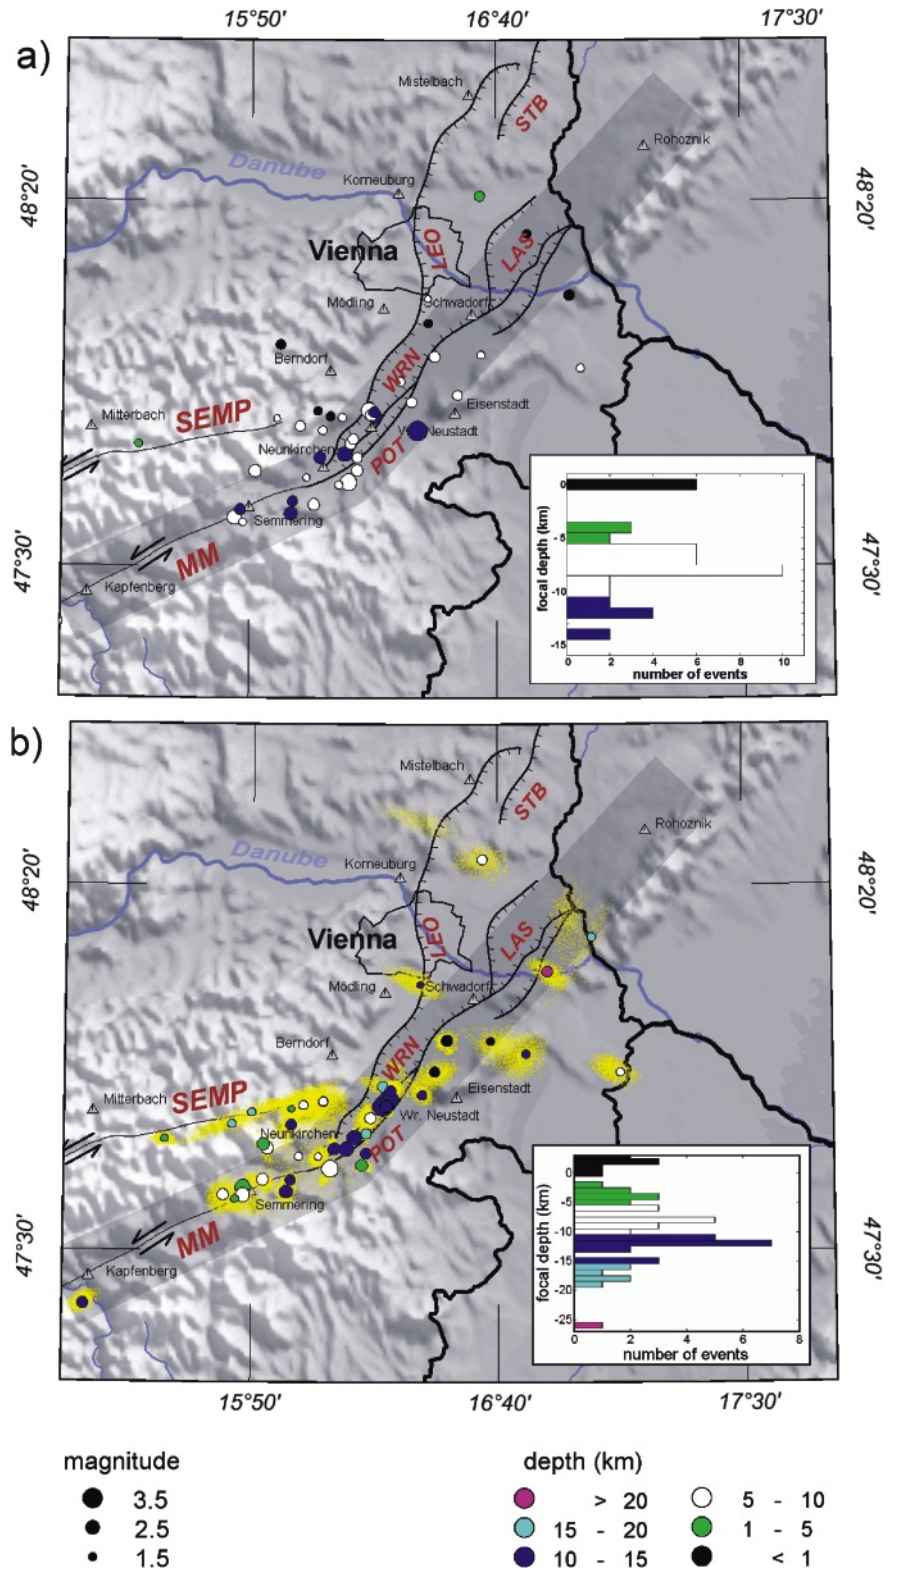 15°50' 16°40' 17°30'
a)
Mistelbach
STB
Rohoznik
Danube
Korneuburg
48°20' 48°20'
Vienna LEO LAS
Mödling Schwadorf
Berndorf
WRN
Mitterbach SEMP Eisenstadt
Neustadt
Neunkirchen POT
Semmering
47°30' MM 47°30'
Kapfenberg
focal depth (km)
0
-5
-10
-15
0 2 4 6 8 10
number of events
b)
Mistelbach
STB
Rohoznik
Danube
Korneuburg
48°20' 48°20'
Vienna LEO LAS
Mödling Schwadorf
Berndorf WRN
Mitterbach SEMP Eisenstadt
Wr. Neustadt
Neunkirchen POT
Semmering
47°30' MM 47°30'
Kapfenberg
focal depth (km)
0
-5
-10
-15
-20
-25
0 2 4 6 8
number of events
15°50' 16°40' 17°30'
magnitude depth (km)
3.5 > 20 5 - 10
2.5 15 - 20 1 - 5
1.5 10 - 15 < 1